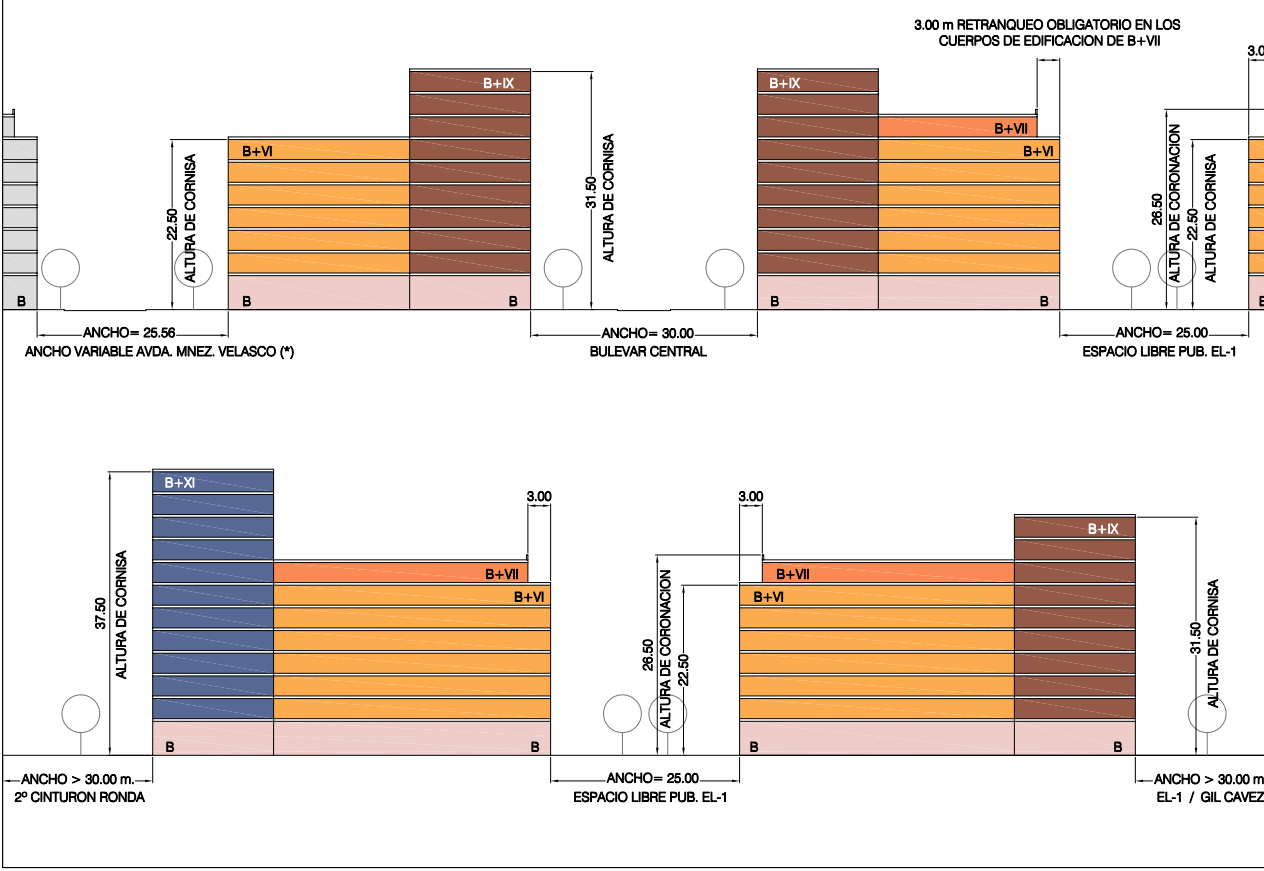 3.00 m RETRANQUEO OBLIGATORIO EN LOS
CUERPOS DE EDIFICACION DE B+VII
3.0
B+IX
B+IX
B+VII
B+VI
B+VI
22.50
ALTURA DE CORNISA
31.50
ALTURA DE CORNISA
26.50
ALTURA DE CORONACION
22.50
ALTURA DE CORNISA
B
B
B
B
B
B
ANCHO= 25.56
ANCHO VARIABLE AVDA. MNEZ. VELASCO (*)
ANCHO= 30.00
BULEVAR CENTRAL
ANCHO= 25.00
ESPACIO LIBRE PUB. EL-1
B+XI
3.00
3.00
B+IX
B+VII
B+VI
B+VII
B+VI
37.50
ALTURA DE CORNISA
26.50
ALTURA DE CORONACION
22.50
31.50
ALTURA DE CORNISA
B
B
B
B
ANCHO > 30.00 m.
2º CINTURON RONDA
ANCHO= 25.00
ESPACIO LIBRE PUB. EL-1
ANCHO > 30.00 m
EL-1 / GIL CAVEZ